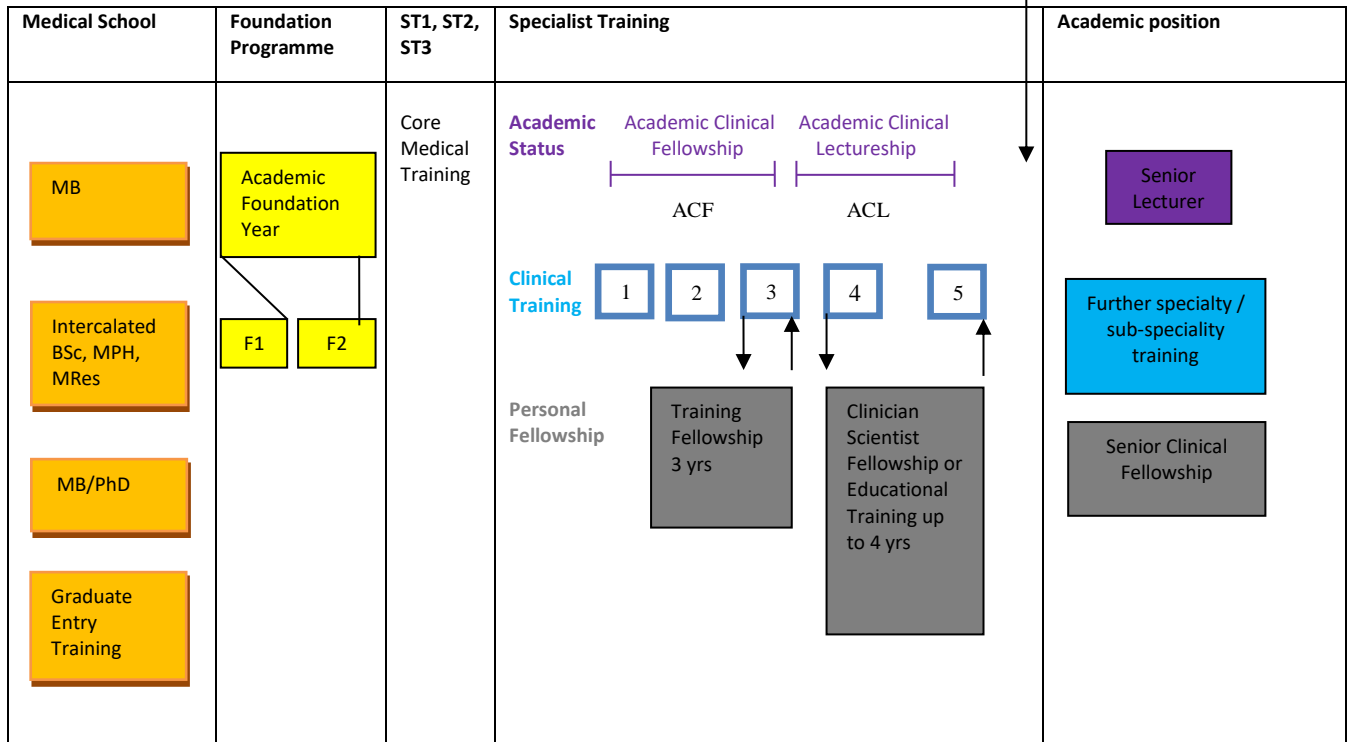 Medical School
Foundation
Programme
ST1, ST2,
ST3
Specialist Training
Academic position
MB
Intercalated
BSc, MPH,
MRes
MB/PhD
Graduate
Entry
Training
Academic
Foundation
Year
F1
F2
Core
Medical
Training
Academic
Status
Academic Clinical
Fellowship
Academic Clinical
Lectureship
ACF
ACL
Clinical
Training
1
2
3
4
5
Personal
Fellowship
Training
Fellowship
3 yrs
Clinician
Scientist
Fellowship or
Educational
Training up
to 4 yrs
Senior
Lecturer
Further specialty /
sub-speciality
training
Senior Clinical
Fellowship